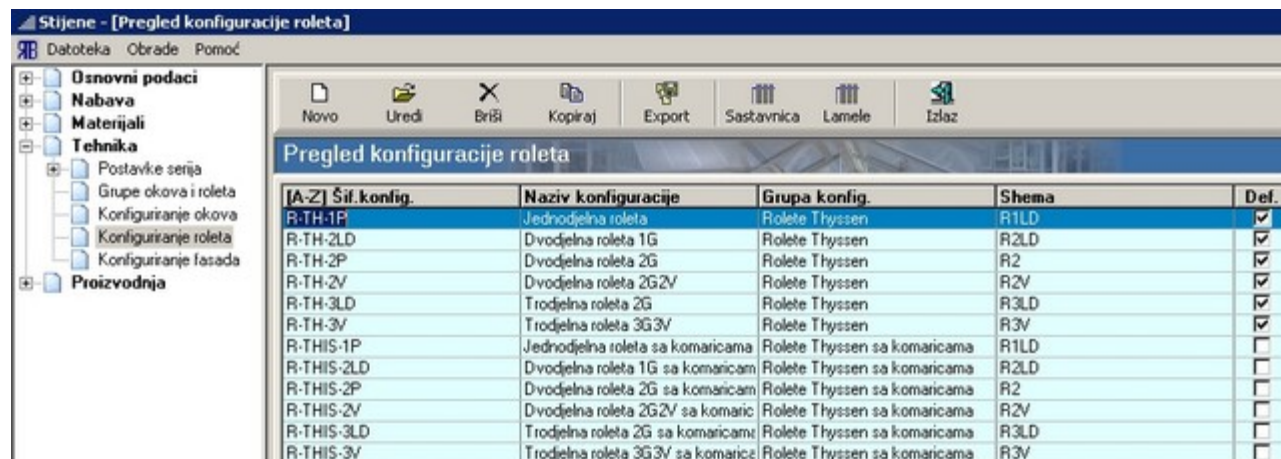 Stijene - [Pregled konfiguracije roleta]
Datoteka Obrade Pomoć
Osnovni podaci
Nabava
Materijali
Tehnika
Postavke serija
Grupe okova i roleta
Konfiguriranje okova
Konfiguriranje roleta
Konfiguriranje fasada
Proizvodnja
Novo Uredi Briši Kopiraj Export Sastavnica Lamele Izlaz
Pregled konfiguracije roleta
[A-Z] Šif.konfig. Naziv konfiguracije Grupa konfig. Shema Def.
R-TH-1P Jednodjelna roleta Rolete Thyssen R1LD
R-TH-2LD Dvodjelna roleta 1G Rolete Thyssen R2LD
R-TH-2P Dvodjelna roleta 2G Rolete Thyssen R2
R-TH-2V Dvodjelna roleta 2G2V Rolete Thyssen R2V
R-TH-3LD Trodjelna roleta 2G Rolete Thyssen R3LD
R-TH-3V Trodjelna roleta 3G3V Rolete Thyssen R3V
R-THIS-1P Jednodjelna roleta sa komaricama Rolete Thyssen sa komaricama R1LD
R-THIS-2LD Dvodjelna roleta 1G sa komaricam Rolete Thyssen sa komaricama R2LD
R-THIS-2P Dvodjelna roleta 2G sa komaricam Rolete Thyssen sa komaricama R2
R-THIS-2V Dvodjelna roleta 2G2V sa komaric Rolete Thyssen sa komaricama R2V
R-THIS-3LD Trodjelna roleta 2G sa komaricama Rolete Thyssen sa komaricama R3LD
R-THIS-3V Trodjelna roleta 3G3V sa komarica Rolete Thyssen sa komaricama R3V